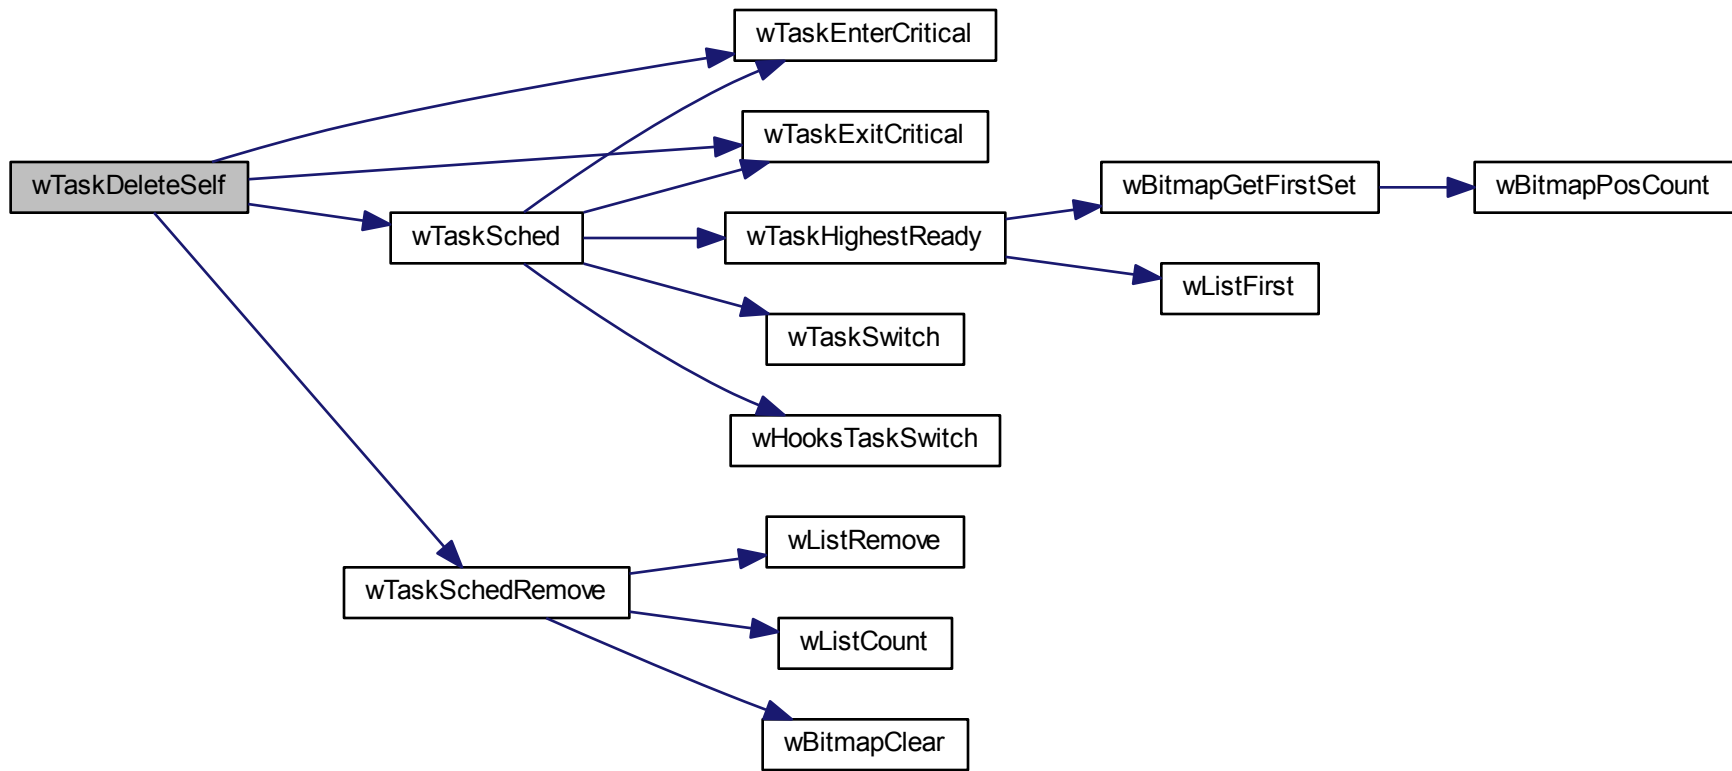 wTaskEnterCritical
wTaskExitCritical
wTaskDeleteSelf
wBitmapGetFirstSet
wBitmapPosCount
wTaskSched
wTaskHighestReady
wListFirst
wTaskSwitch
wHooksTaskSwitch
wListRemove
wTaskSchedRemove
wListCount
wBitmapClear